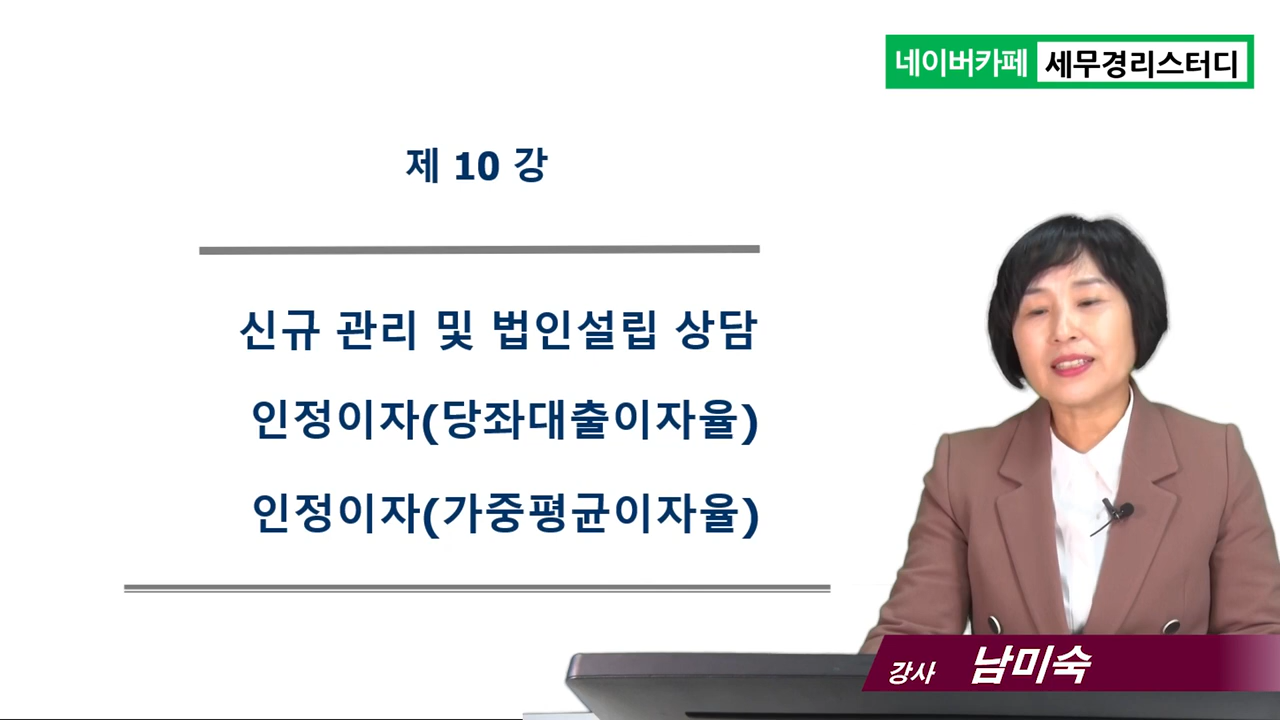 네이버카페 세무경리스터디
제 10 강
신규 관리 및 법인설립 상담
인정이자(당좌대출이자율)
인정이자(가중평균이자율)
강사 남미숙